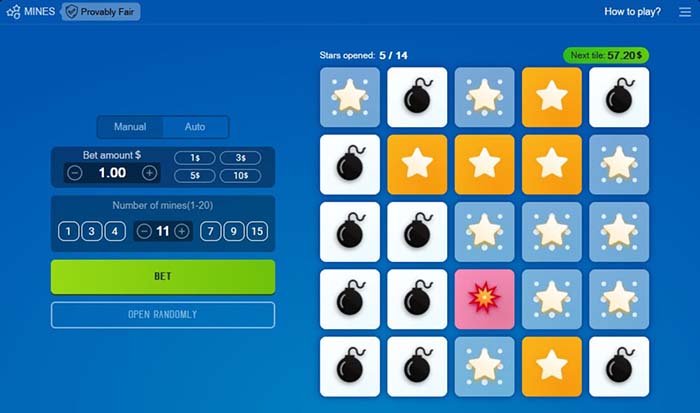 MINES Provably Fair How to play?
Stars opened: 5 / 14 Next tile: 57.20$
Manual Auto
Bet amount $
1.00
1$ 3$
5$ 10$
Number of mines(1-20)
1 3 4 11 7 9 15
BET
OPEN RANDOMLY